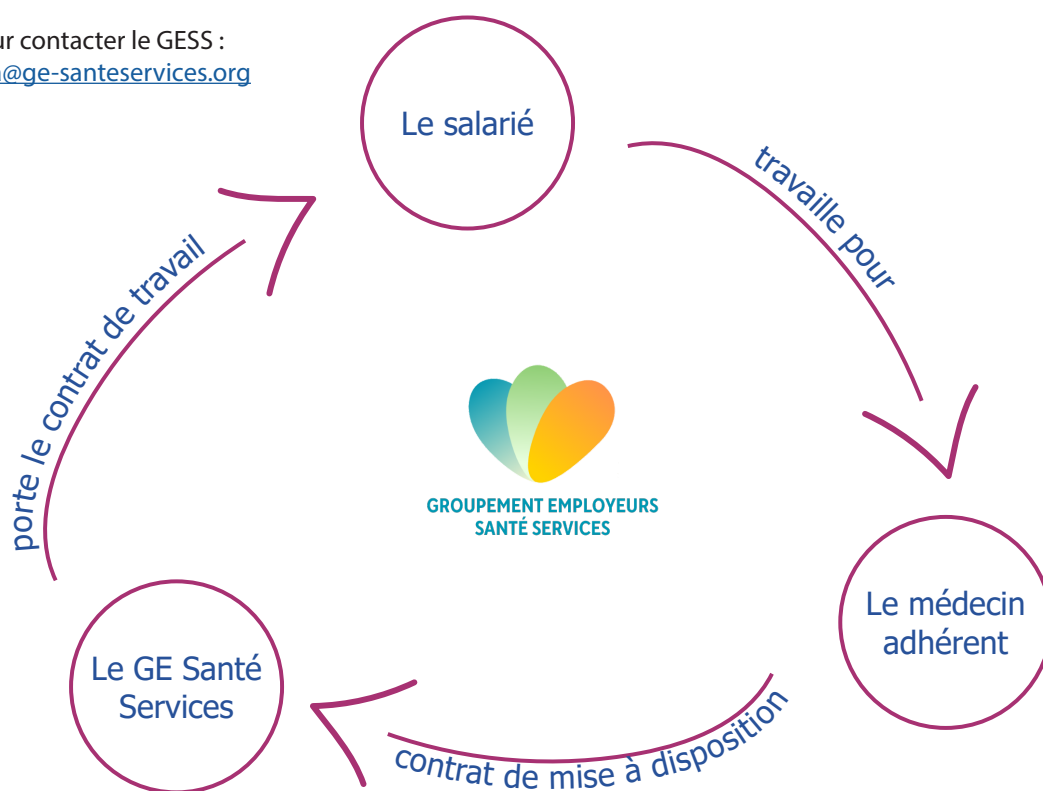 ur contacter le GESS :
@ge-santeservices.org
Le salarié
travaille pour
porte le contrat de travail
GROUPEMENT EMPLOYEURS
SANTÉ SERVICES
Le médecin
adhérent
Le GE Santé
Services
contrat de mise à disposition